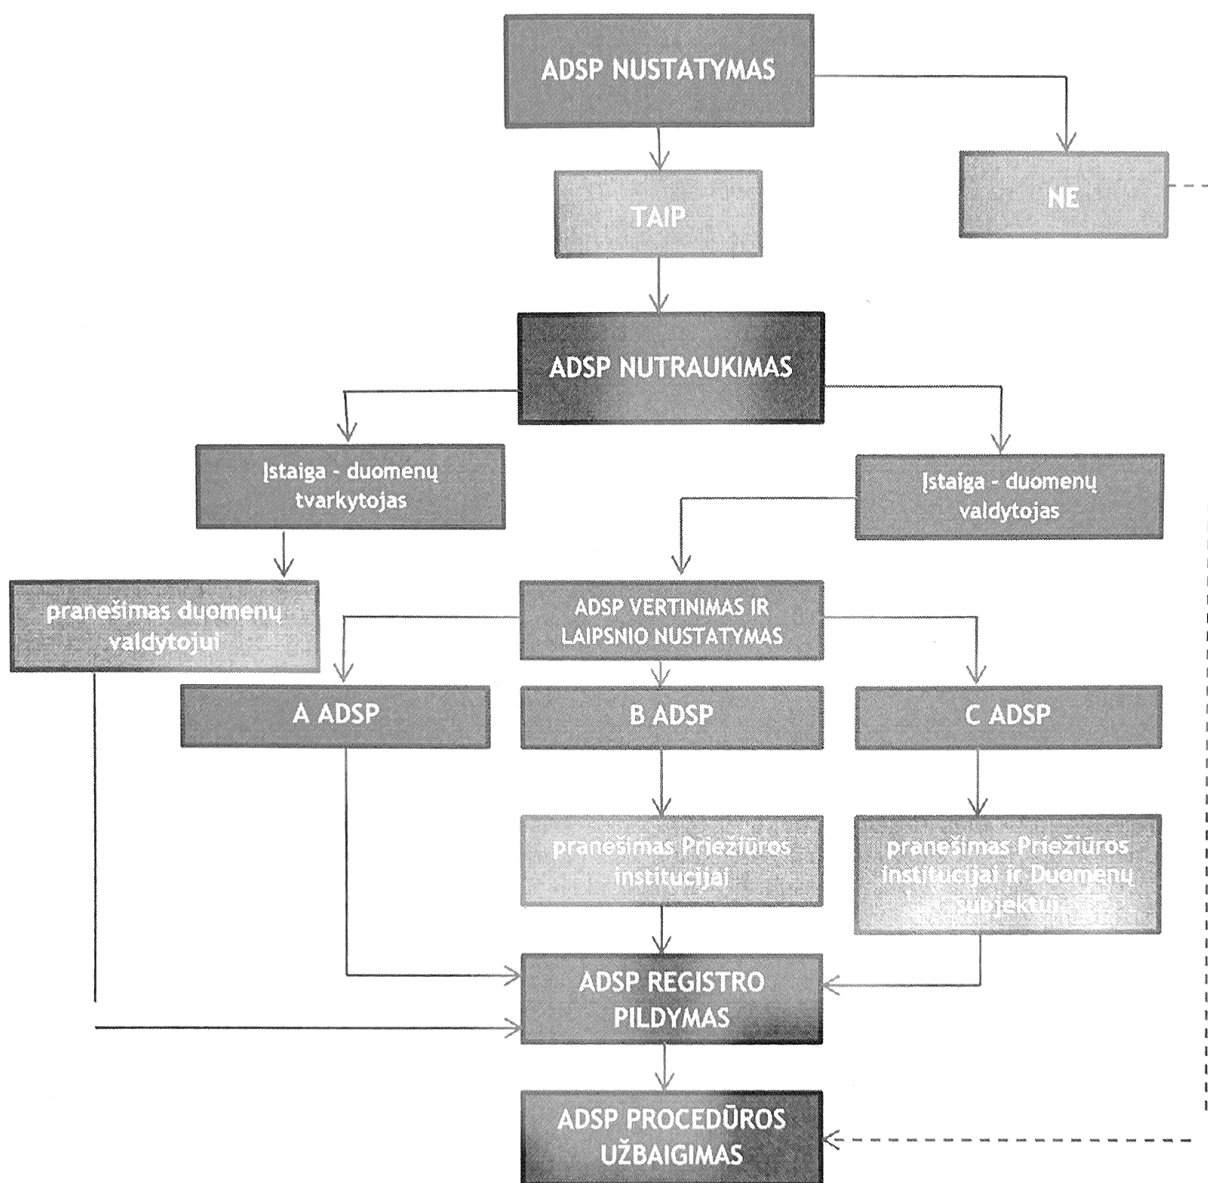 ADSP NUSTATYMAS
TAIP
NE
ADSP NUTRAUKIMAS
Įstaiga - duomenų
tvarkytojas
Įstaiga - duomenų
valdytojas
pranešimas duomenų
valdytojui
ADSP VERTINIMAS IR
LAIPSNIO NUSTATYMAS
A ADSP
B ADSP
C ADSP
pranešimas Priežiūros
institucijai
pranešimas Priežiūros
institucijai ir Duomenų
subjektui
ADSP REGISTRO
PILDYMAS
ADSP PROCEDŪROS
UŽBAIGIMAS